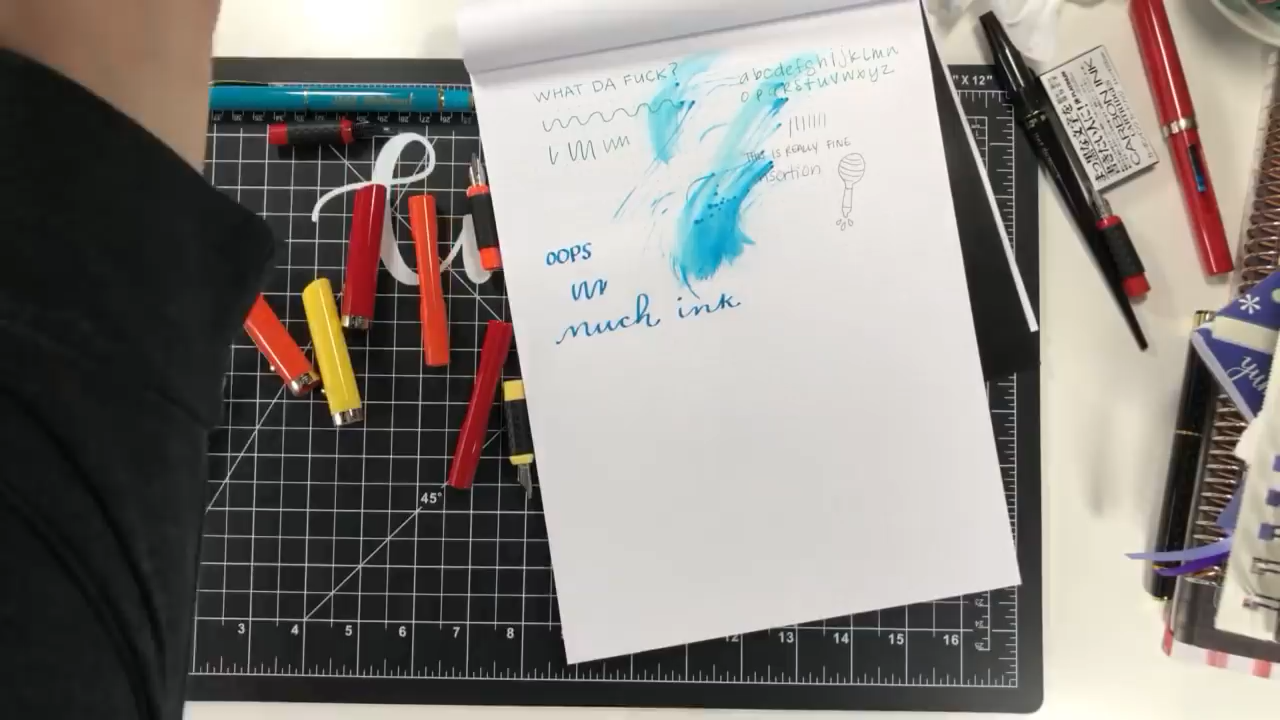 WHAT DA FUCK?
abcdefghijklmn
opqrstuvwxyz
THIS IS REALLY FINE
insertion
OOPS
much ink
X 12"
CARBON INK
45°
3 4 5 6 7 8 12 13 14 15 16